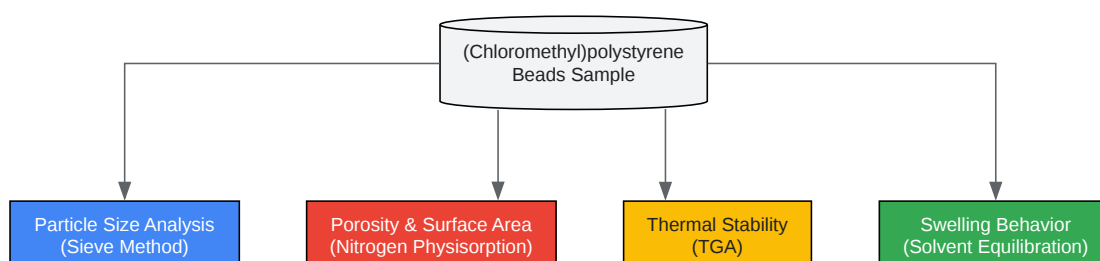 (Chloromethyl)polystyrene
Beads Sample
Particle Size Analysis
(Sieve Method)
Porosity & Surface Area
(Nitrogen Physisorption)
Thermal Stability
(TGA)
Swelling Behavior
(Solvent Equilibration)